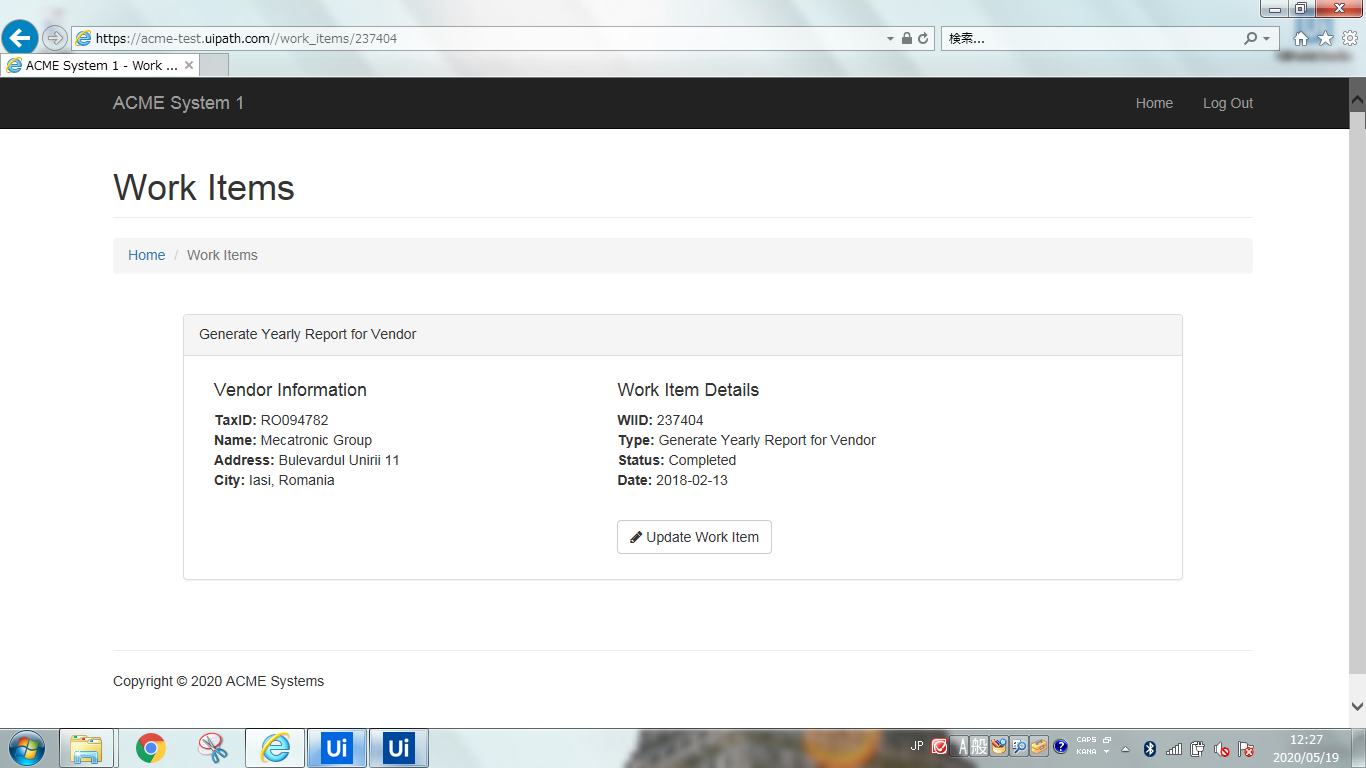 https://acme-test.uipath.com//work_items/237404
検索...
ACME System 1 - Work ...
ACME System 1
Home
Log Out
Work Items
Home / Work Items
Generate Yearly Report for Vendor
Vendor Information
TaxID: RO094782
Name: Mecatronic Group
Address: Bulevardul Unirii 11
City: Iasi, Romania
Work Item Details
WIID: 237404
Type: Generate Yearly Report for Vendor
Status: Completed
Date: 2018-02-13
Update Work Item
Copyright © 2020 ACME Systems
Ui
Ui
JP
A
般
CAPS
KANA
12:27
2020/05/19